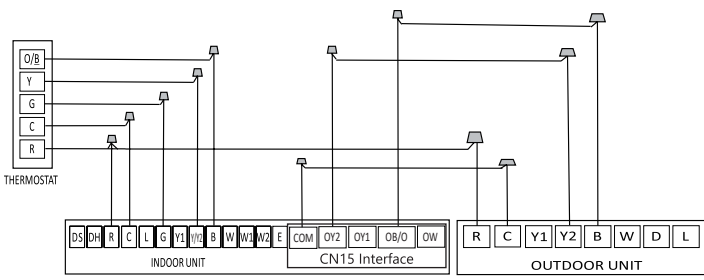 O/B
Y
G
C
R
THERMOSTAT
DS DH R C L G Y1 Y/Y2 B W W1 W2 E COM OY2 OY1 OB/O OW
CN15 Interface
INDOOR UNIT
R C Y1 Y2 B W D L
OUTDOOR UNIT